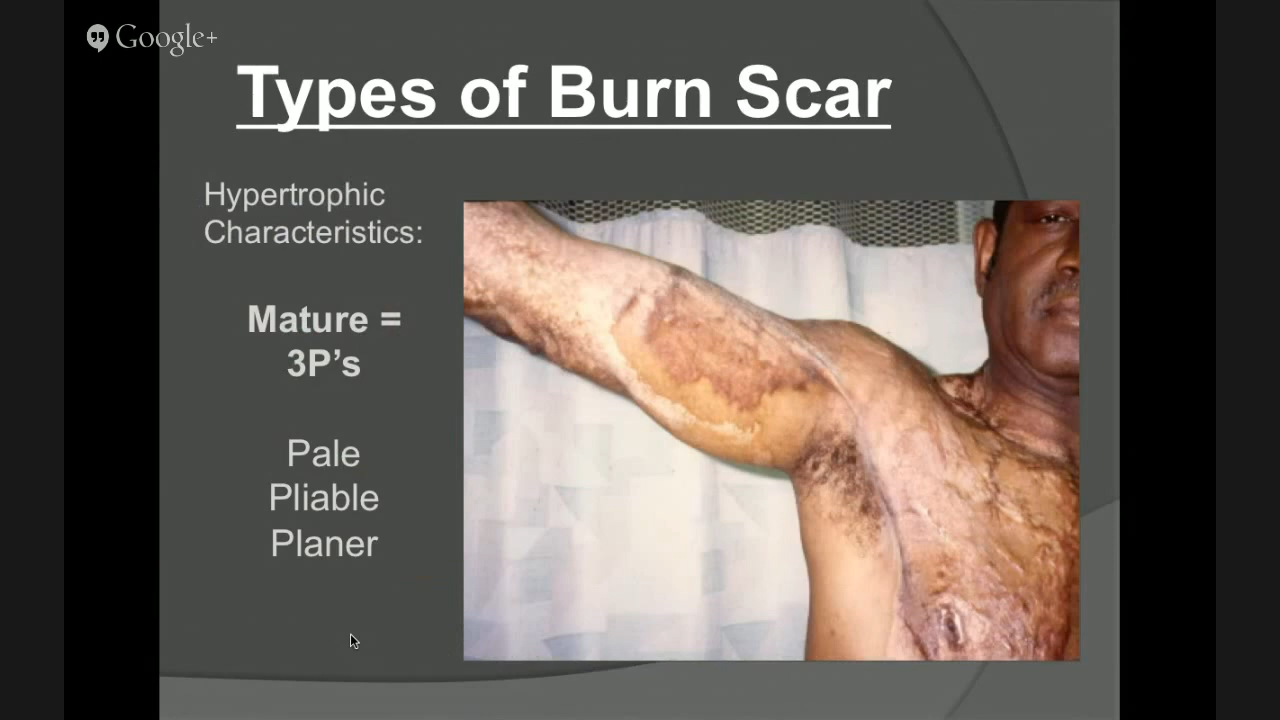 Google+
Types of Burn Scar
Hypertrophic
Characteristics:
Mature =
3P’s
Pale
Pliable
Planer